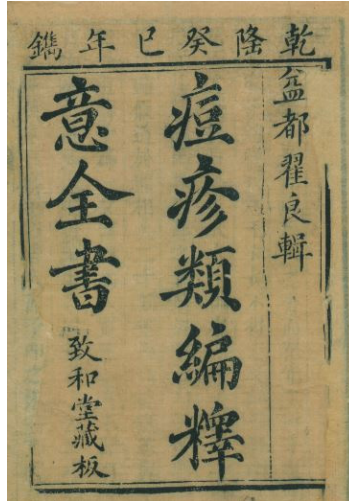 乾隆癸巳年鐫
益都翟良輯
痘疹類編釋
意全書
致和堂藏板